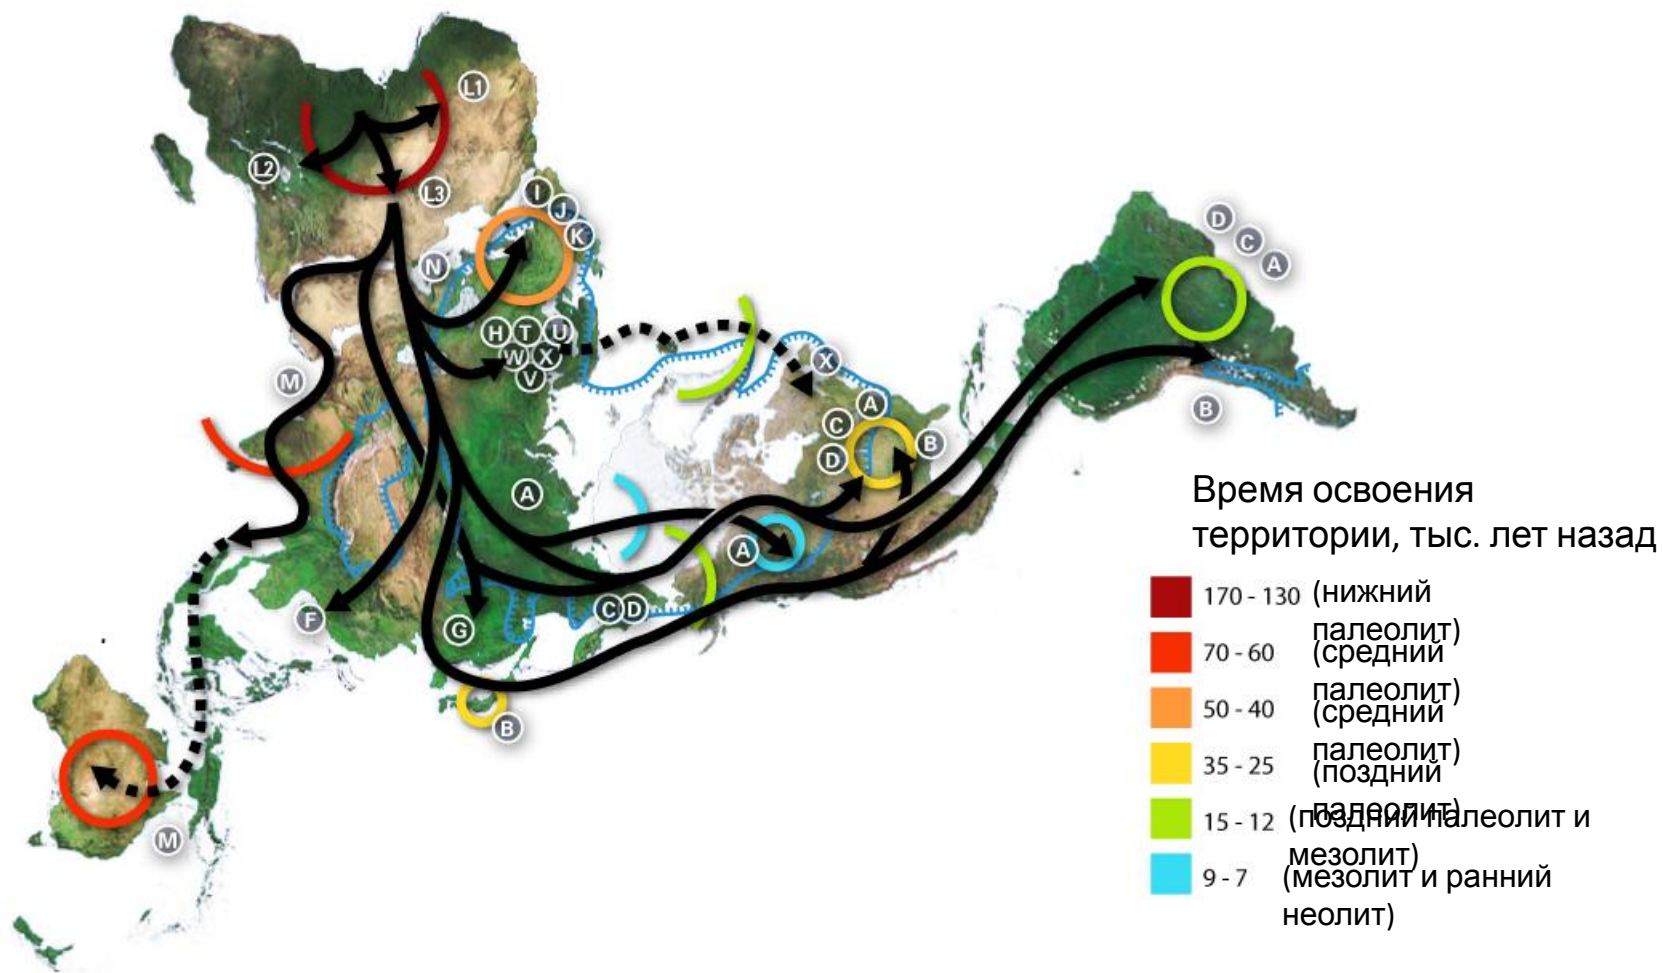 L1
L2
L3
I
J
K
N
H T U
W X
V
M
X
A
C
B
D
D
C
A
B
A
A
F
G
C D
B
M
Время освоения
территории, тыс. лет назад
170 - 130 (нижний
палеолит)
70 - 60 (средний
палеолит)
50 - 40 (средний
палеолит)
35 - 25 (поздний
палеолит)
15 - 12 (поздний палеолит и
мезолит)
9 - 7 (мезолит и ранний
неолит)